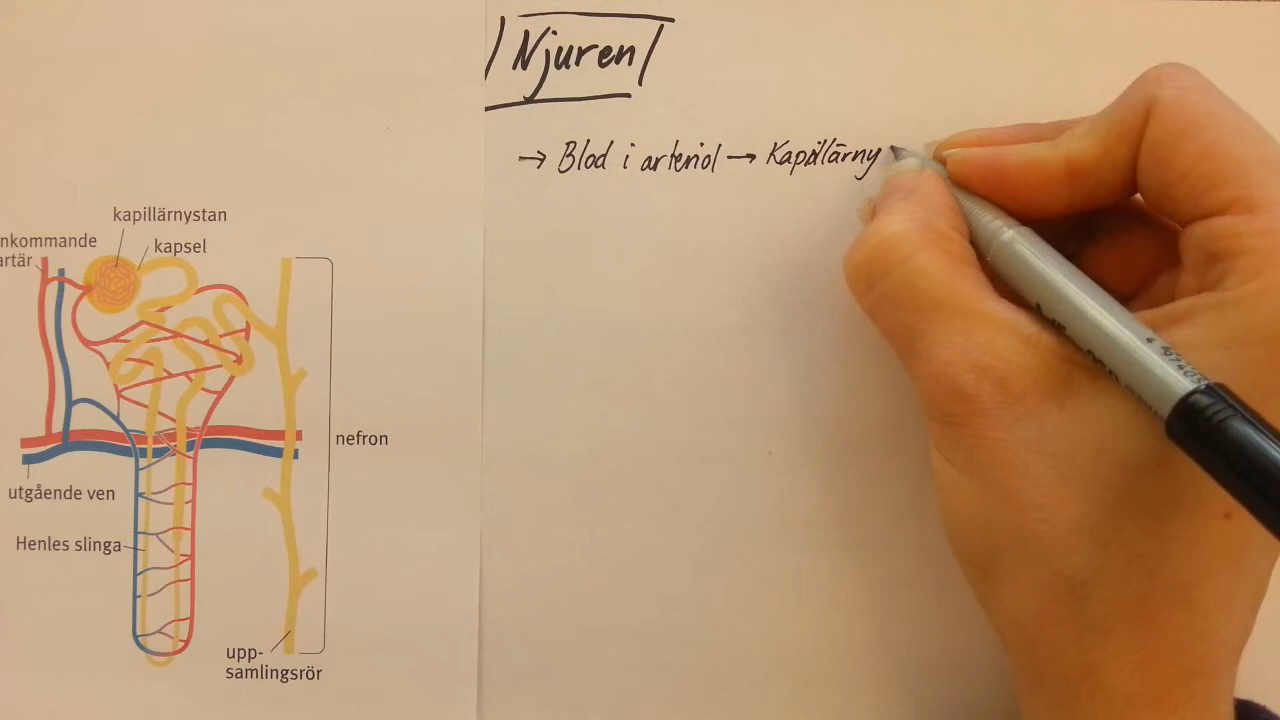 Njuren
→ Blod i arteriol → Kapillärny
kapillärnystan
nkommande
artär
kapsel
nefron
utgående ven
Henles slinga
upp-
samlingsrör